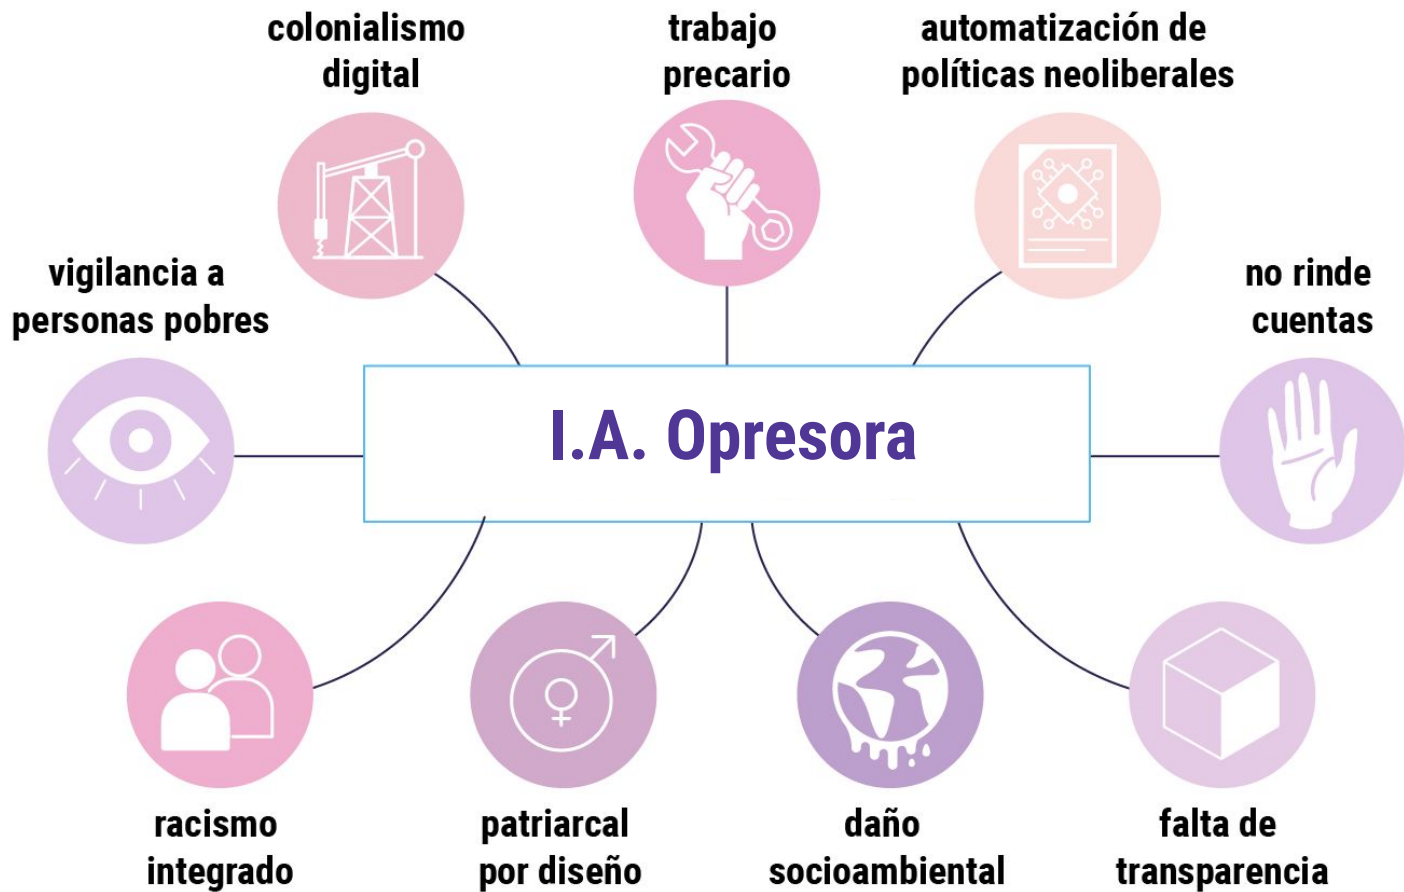 colonialismo
digital
trabajo
precario
automatización de
políticas neoliberales
vigilancia a
personas pobres
no rinde
cuentas
I.A. Opresora
racismo
integrado
patriarcal
por diseño
daño
socioambiental
falta de
transparencia